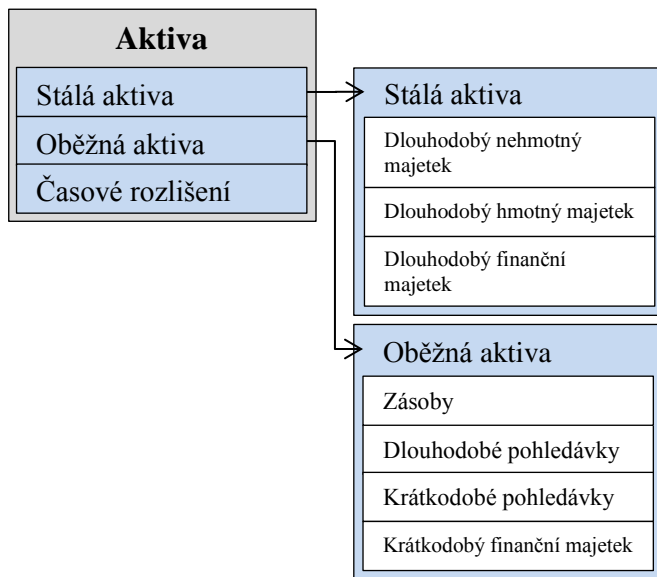 Aktiva
Stálá aktiva
Oběžná aktiva
Časové rozlišení
Stálá aktiva
Dlouhodobý nehmotný
majetek
Dlouhodobý hmotný majetek
Dlouhodobý finanční
majetek
Oběžná aktiva
Zásoby
Dlouhodobé pohledávky
Krátkodobé pohledávky
Krátkodobý finanční majetek